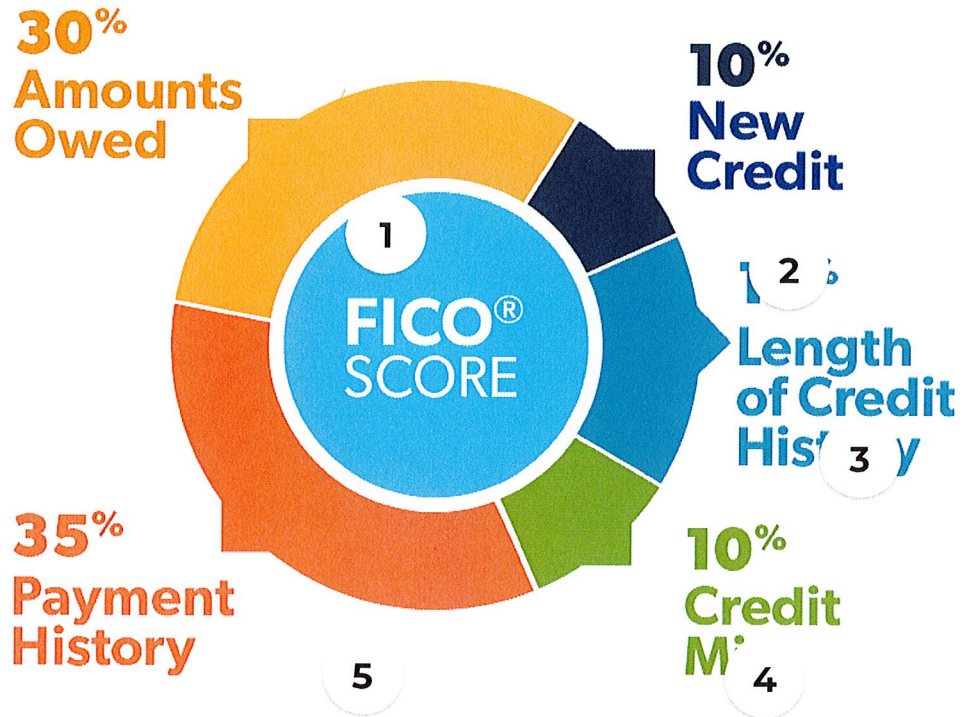 30%
Amounts
Owed
10%
New
Credit
1
2
%
FICO®
SCORE
Length
of Credit
3
35%
Payment
History
10%
Credit
4
5